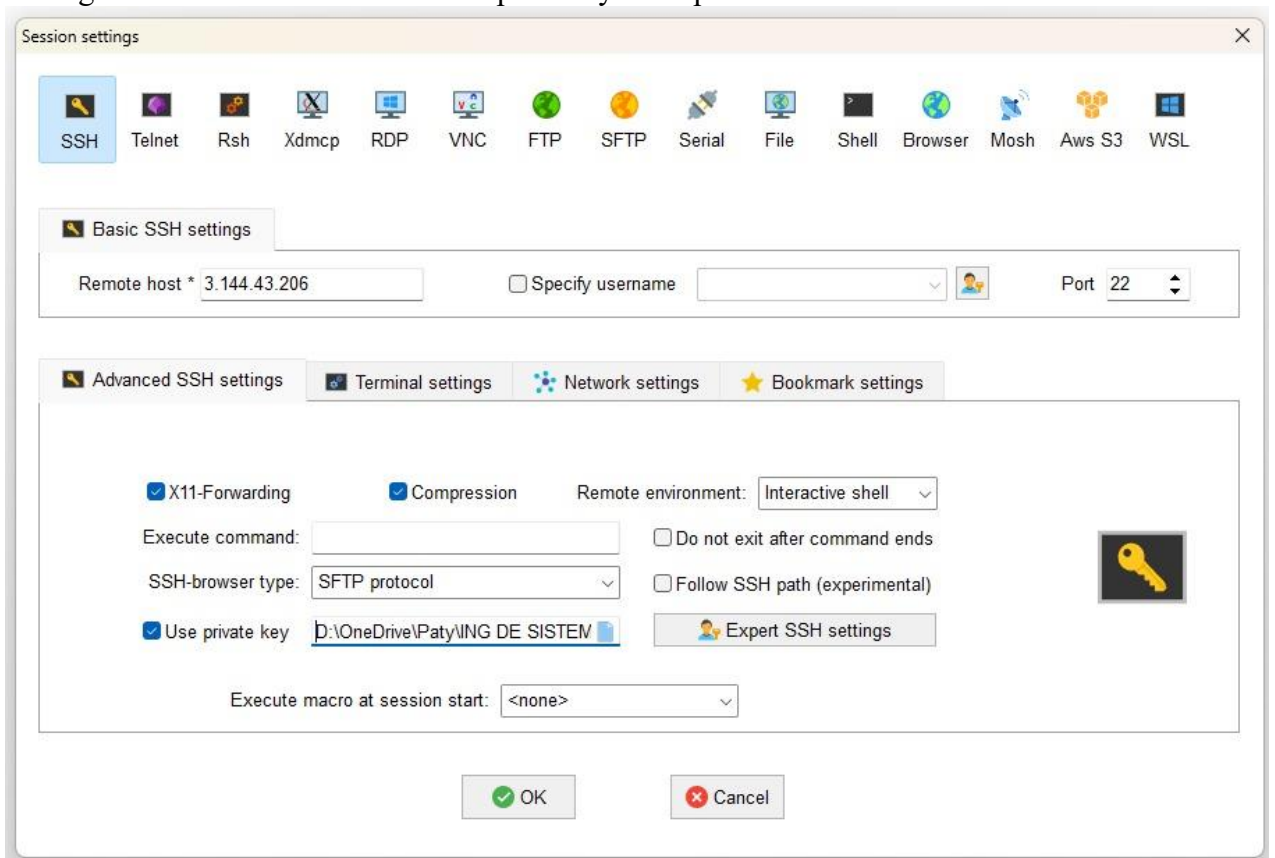 Session settings
SSH Telnet Rsh Xdmcp RDP VNC FTP SFTP Serial File Shell Browser Mosh Aws S3 WSL
Basic SSH settings
Remote host * 3.144.43.206 Specify username Port 22
Advanced SSH settings Terminal settings Network settings Bookmark settings
X11-Forwarding Compression Remote environment: Interactive shell
Execute command: Do not exit after command ends
SSH-browser type: SFTP protocol Follow SSH path (experimental)
Use private key D:\OneDrive\Paty\ING DE SISTEM Expert SSH settings
Execute macro at session start: <none>
OK Cancel